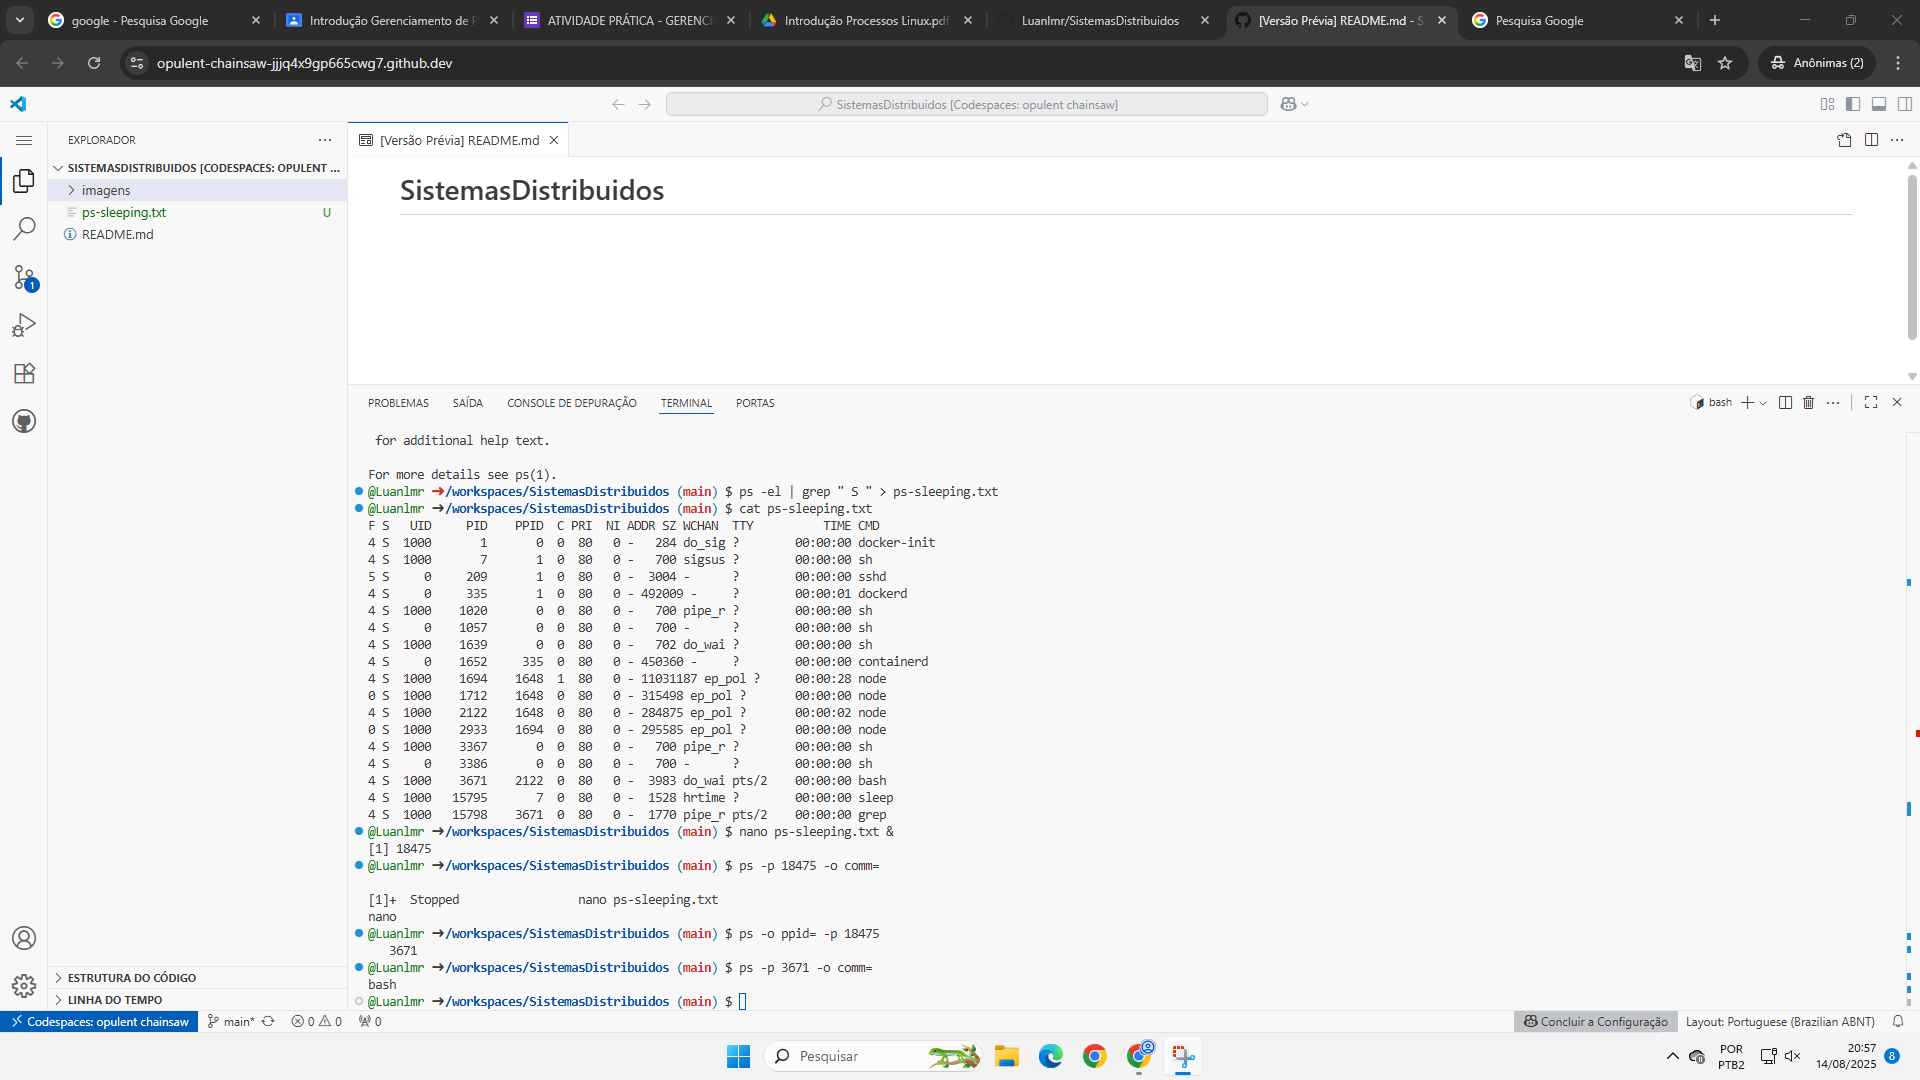 google - Pesquisa Google
Introdução Gerenciamento de P
ATIVIDADE PRÁTICA - GERENCI
Introdução Processos Linux.pdf
Luanlmr/SistemasDistribuidos
[Versão Prévia] README.md - S
Pesquisa Google
opulent-chainsaw-jjjq4x9gp665cwg7.github.dev
Anônimas (2)
SistemasDistribuidos [Codespaces: opulent chainsaw]
EXPLORADOR
[Versão Prévia] README.md
SISTEMASDISTRIBUIDOS [CODESPACES: OPULENT ...
imagens
ps-sleeping.txt U
README.md
1
SistemasDistribuidos
PROBLEMAS SAÍDA CONSOLE DE DEPURAÇÃO TERMINAL PORTAS
bash
for additional help text.
For more details see ps(1).
@Luanlmr ➜/workspaces/SistemasDistribuidos (main) $ ps -el | grep " S " > ps-sleeping.txt
@Luanlmr ➜/workspaces/SistemasDistribuidos (main) $ cat ps-sleeping.txt
F S   UID     PID    PPID  C PRI  NI ADDR SZ WCHAN  TTY          TIME CMD
4 S  1000       1       0  0  80   0 -   284 do_sig ?        00:00:00 docker-init
4 S  1000       7       1  0  80   0 -   700 sigsus ?        00:00:00 sh
5 S     0     209       1  0  80   0 -  3004 -      ?        00:00:00 sshd
4 S     0     335       1  0  80   0 - 492009 -     ?        00:00:01 dockerd
4 S  1000    1020       0  0  80   0 -   700 pipe_r ?        00:00:00 sh
4 S     0    1057       0  0  80   0 -   700 -      ?        00:00:00 sh
4 S  1000    1639       0  0  80   0 -   702 do_wai ?        00:00:00 sh
4 S     0    1652     335  0  80   0 - 450360 -     ?        00:00:00 containerd
4 S  1000    1694    1648  1  80   0 - 11031187 ep_pol ?     00:00:28 node
0 S  1000    1712    1648  0  80   0 - 315498 ep_pol ?       00:00:00 node
4 S  1000    2122    1648  0  80   0 - 284875 ep_pol ?       00:00:02 node
0 S  1000    2933    1694  0  80   0 - 295585 ep_pol ?       00:00:00 node
4 S  1000    3367       0  0  80   0 -   700 pipe_r ?        00:00:00 sh
4 S     0    3386       0  0  80   0 -   700 -      ?        00:00:00 sh
4 S  1000    3671    2122  0  80   0 -  3983 do_wai pts/2    00:00:00 bash
4 S  1000   15795       7  0  80   0 -  1528 hrtime ?        00:00:00 sleep
4 S  1000   15798    3671  0  80   0 -  1770 pipe_r pts/2    00:00:00 grep
@Luanlmr ➜/workspaces/SistemasDistribuidos (main) $ nano ps-sleeping.txt &
[1] 18475
@Luanlmr ➜/workspaces/SistemasDistribuidos (main) $ ps -p 18475 -o comm=
[1]+  Stopped                 nano ps-sleeping.txt
nano
@Luanlmr ➜/workspaces/SistemasDistribuidos (main) $ ps -o ppid= -p 18475
3671
@Luanlmr ➜/workspaces/SistemasDistribuidos (main) $ ps -p 3671 -o comm=
bash
@Luanlmr ➜/workspaces/SistemasDistribuidos (main) $
ESTRUTURA DO CÓDIGO
LINHA DO TEMPO
Codespaces: opulent chainsaw main* 0 0 0 Concluir a Configuração Layout: Portuguese (Brazilian ABNT)
Pesquisar
POR
PTB2
20:57
14/08/2025
8